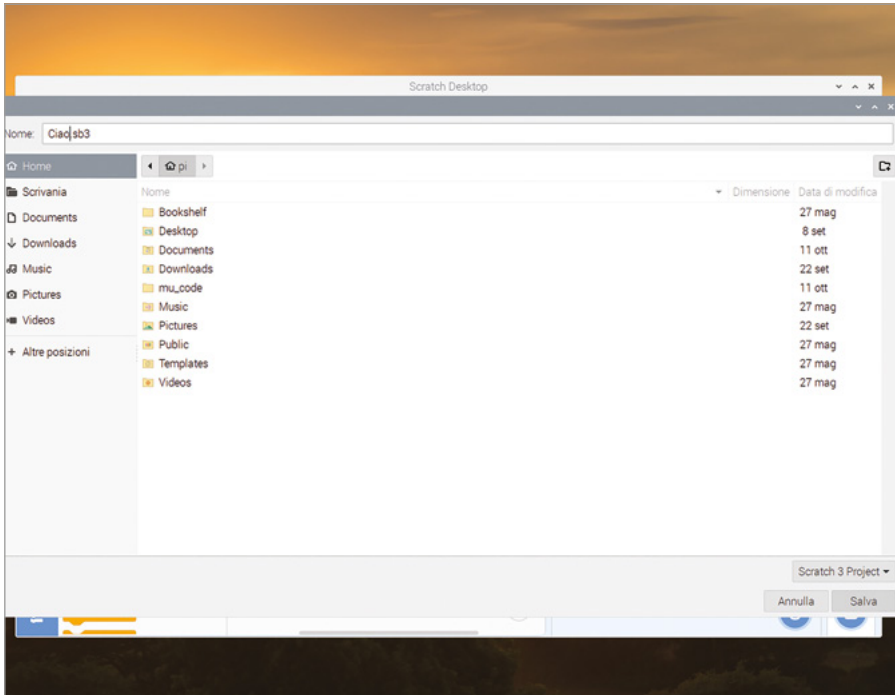 Scratch Desktop
Nome: Ciao.sb3
Home
pi
Scrivania
Nome Dimensione Data di modifica
Documents
Downloads
Music
Pictures
Videos
+ Altre posizioni
Bookshelf 27 mag
Desktop 8 set
Documents 11 ott
Downloads 22 set
mu_code 11 ott
Music 27 mag
Pictures 22 set
Public 27 mag
Templates 27 mag
Videos 27 mag
Scratch 3 Project
Annulla Salva